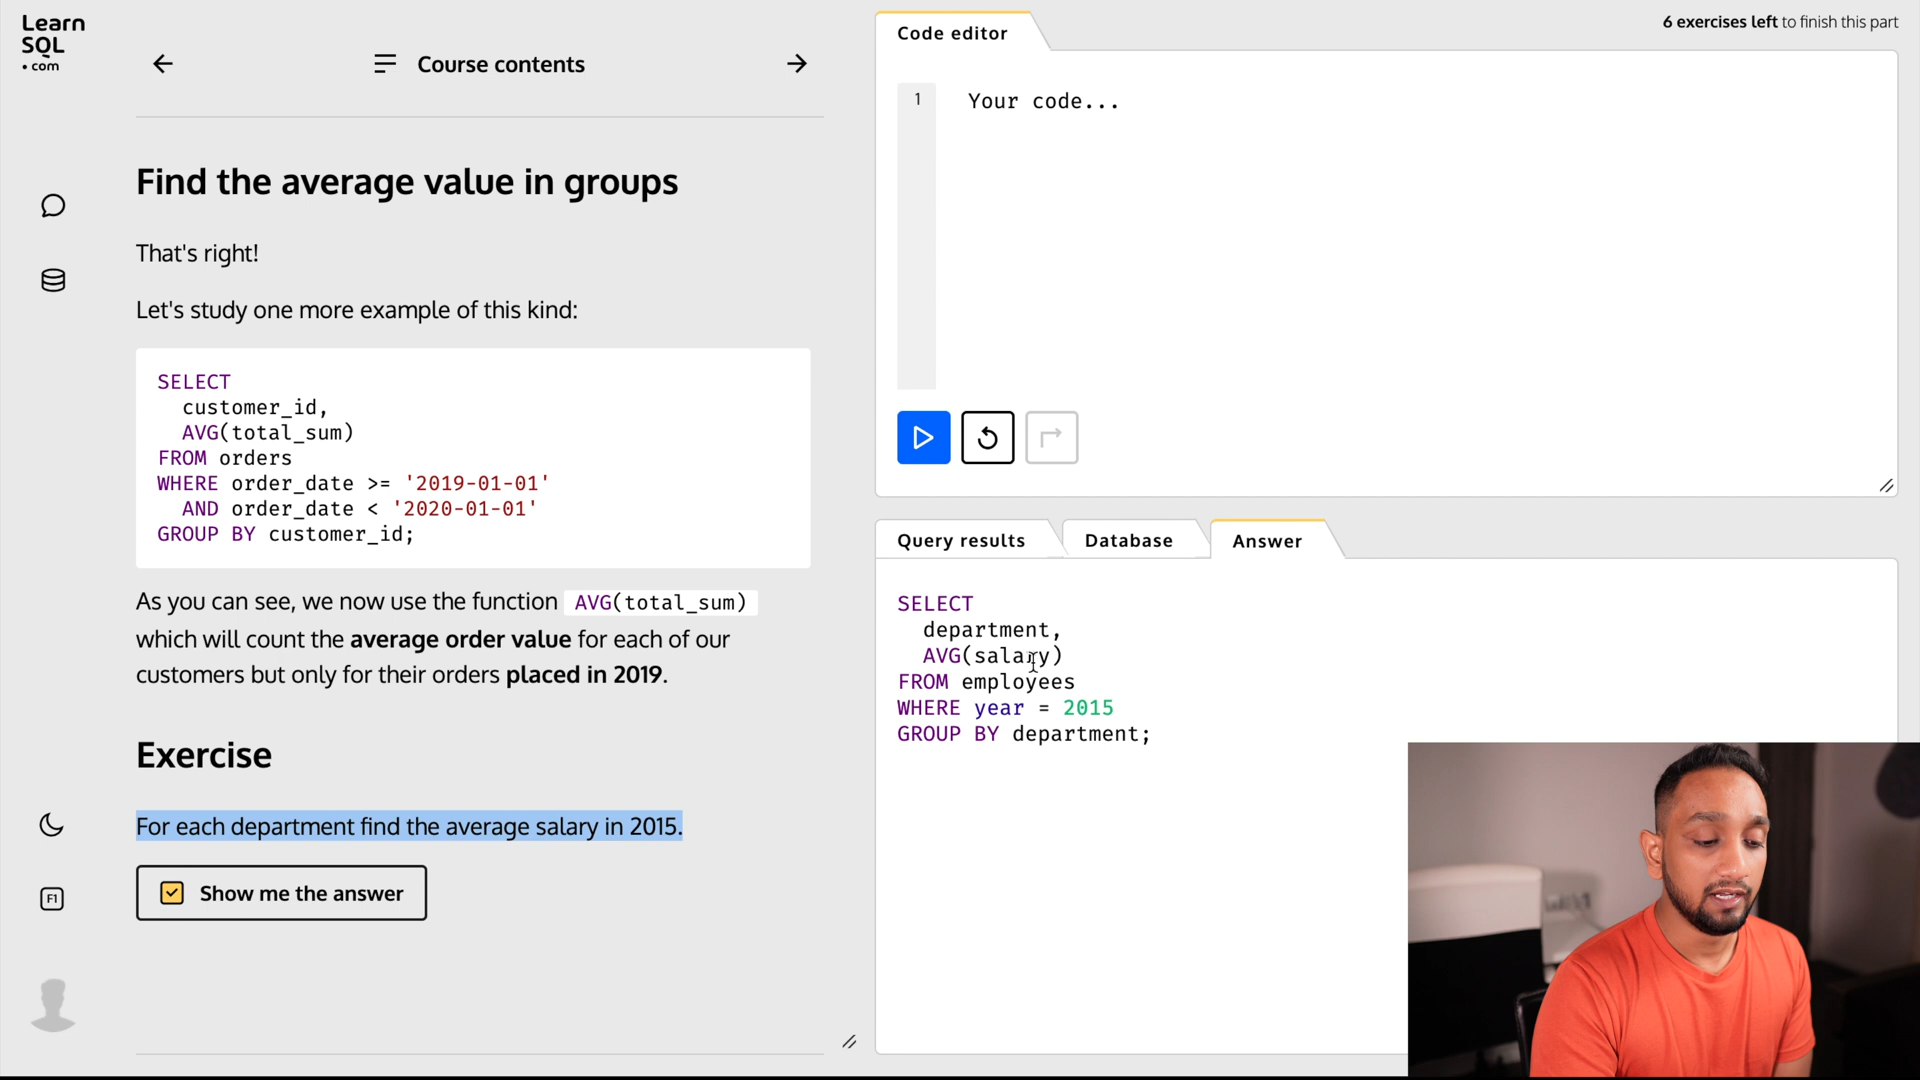 Learn
SQL
.com
Course contents
Find the average value in groups
That's right!
Let's study one more example of this kind:
SELECT
customer_id,
AVG(total_sum)
FROM orders
WHERE order_date >= '2019-01-01'
AND order_date < '2020-01-01'
GROUP BY customer_id;
As you can see, we now use the function AVG(total_sum)
which will count the average order value for each of our
customers but only for their orders placed in 2019.
Exercise
For each department find the average salary in 2015.
Show me the answer
F1
Code editor
6 exercises left to finish this part
1 Your code...
Query results Database Answer
SELECT
department,
AVG(salary)
FROM employees
WHERE year = 2015
GROUP BY department;